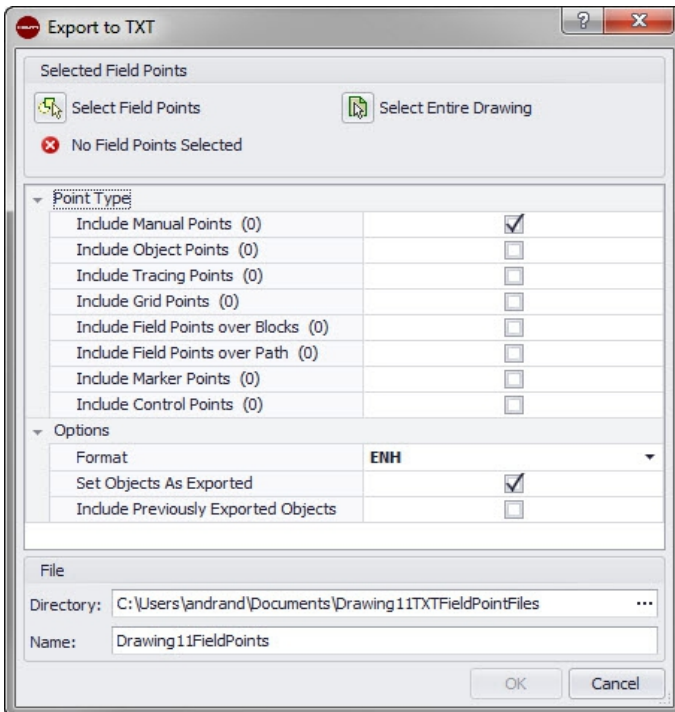 Export to TXT
Selected Field Points
Select Field Points Select Entire Drawing
No Field Points Selected
Point Type
Include Manual Points (0)
Include Object Points (0)
Include Tracing Points (0)
Include Grid Points (0)
Include Field Points over Blocks (0)
Include Field Points over Path (0)
Include Marker Points (0)
Include Control Points (0)
Options
Format ENH
Set Objects As Exported
Include Previously Exported Objects
File
Directory: C:\Users\andrand\Documents\Drawing11TXTFieldPointFiles ...
Name: Drawing11FieldPoints
OK Cancel